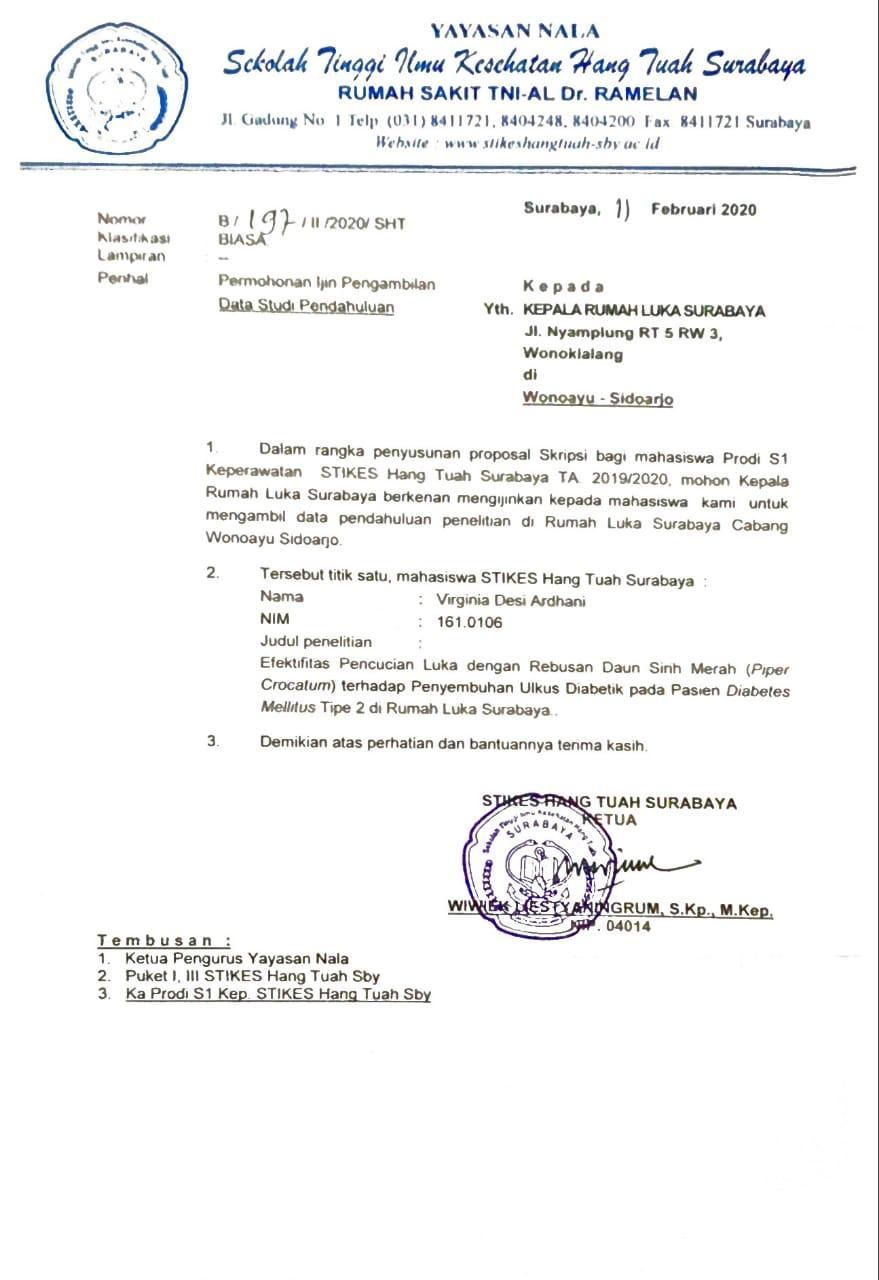 YAYASAN NALA
Sekolah Tinggi Ilmu Kesehatan Hang Tuah Surabaya
RUMAH SAKIT TNI-AL Dr. RAMELAN
Jl. Gadung No. 1 Telp. (031) 8411721, 8404248, 8404200 Fax. 8411721 Surabaya
Website : www.stikeshangtuah-sby.ac.id
Surabaya, 11 Februari 2020
Nomor B / 197 / II /2020/ SHT
Klasifikasi BIASA
Lampiran : --
Perihal Permohonan Ijin Pengambilan
Data Studi Pendahuluan
K e p a d a
Yth. KEPALA RUMAH LUKA SURABAYA
Jl. Nyamplung RT 5 RW 3,
Wonoklalang
di
Wonoayu - Sidoarjo
1. Dalam rangka penyusunan proposal Skripsi bagi mahasiswa Prodi S1
Keperawatan STIKES Hang Tuah Surabaya TA. 2019/2020, mohon Kepala
Rumah Luka Surabaya berkenan mengijinkan kepada mahasiswa kami untuk
mengambil data pendahuluan penelitian di Rumah Luka Surabaya Cabang
Wonoayu Sidoarjo.
2. Tersebut titik satu, mahasiswa STIKES Hang Tuah Surabaya :
Nama : Virginia Desi Ardhani
NIM : 161.0106
Judul penelitian :
Efektifitas Pencucian Luka dengan Rebusan Daun Sirih Merah (Piper
Crocatum) terhadap Penyembuhan Ulkus Diabetik pada Pasien Diabetes
Mellitus Tipe 2 di Rumah Luka Surabaya..
3. Demikian atas perhatian dan bantuannya terima kasih.
STIKES HANG TUAH SURABAYA
KETUA
Sekolah Tinggi Ilmu Kesehatan Hang Tuah
SURABAYA
WIWIEK LIESTYANINGRUM, S.Kp., M.Kep.
NIP. 04014
T e m b u s a n :
1. Ketua Pengurus Yayasan Nala
2. Puket I, III STIKES Hang Tuah Sby
3. Ka Prodi S1 Kep. STIKES Hang Tuah Sby